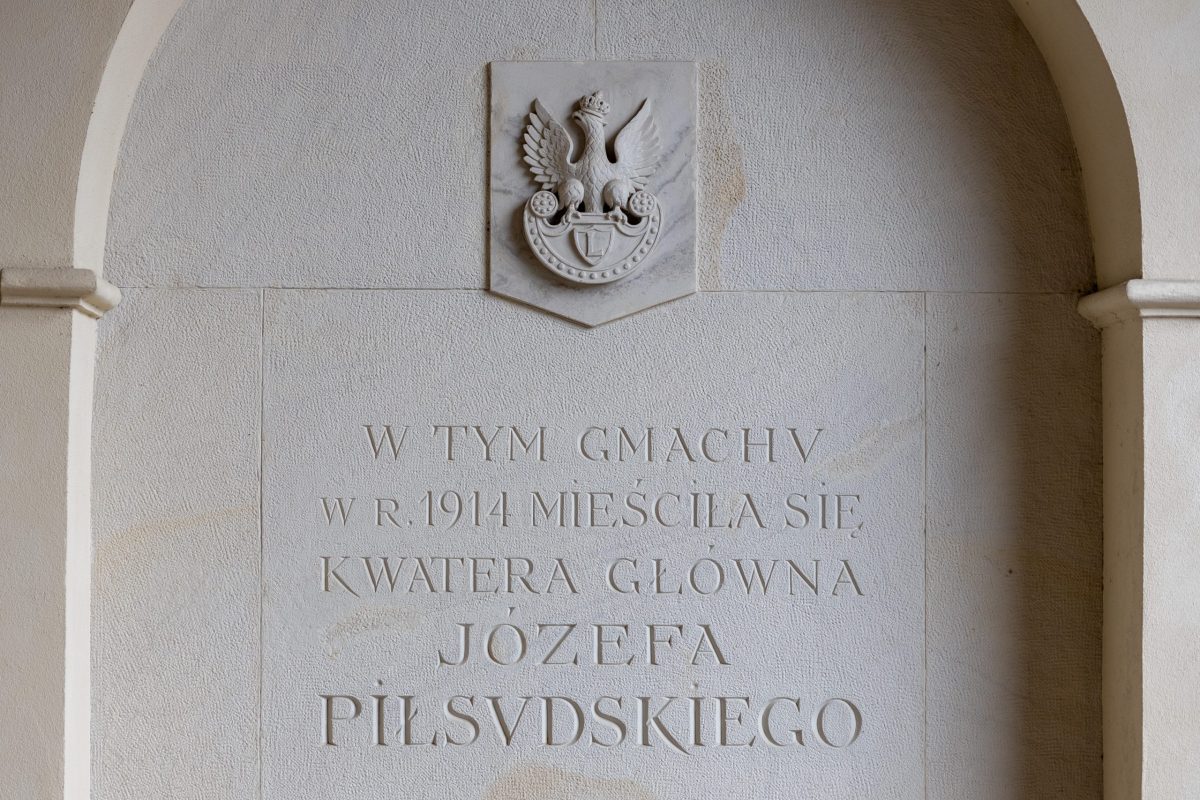 L
W TYM GMACHV
W R. 1914 MIEŚCIŁA SIĘ
KWATERA GŁÓWNA
JÓZEFA
PIŁSVDSKIEGO